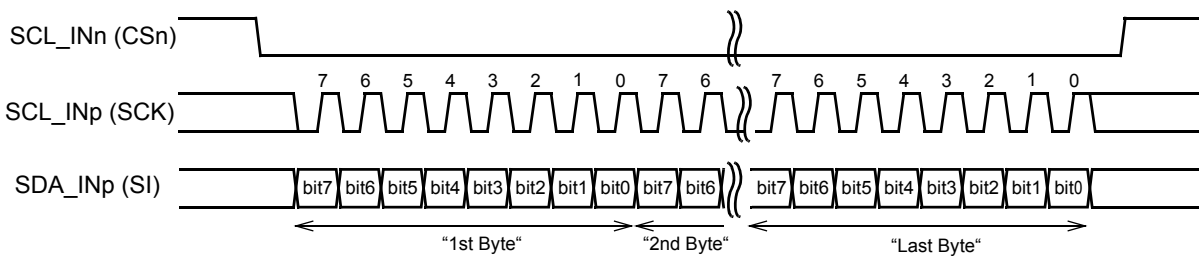 SCL_INn (CSn)
7 6 5 4 3 2 1 0 7 6 7 6 5 4 3 2 1 0
SCL_INp (SCK)
SDA_INp (SI) bit7 bit6 bit5 bit4 bit3 bit2 bit1 bit0 bit7 bit6 bit7 bit6 bit5 bit4 bit3 bit2 bit1 bit0
“1st Byte“ “2nd Byte“ “Last Byte“